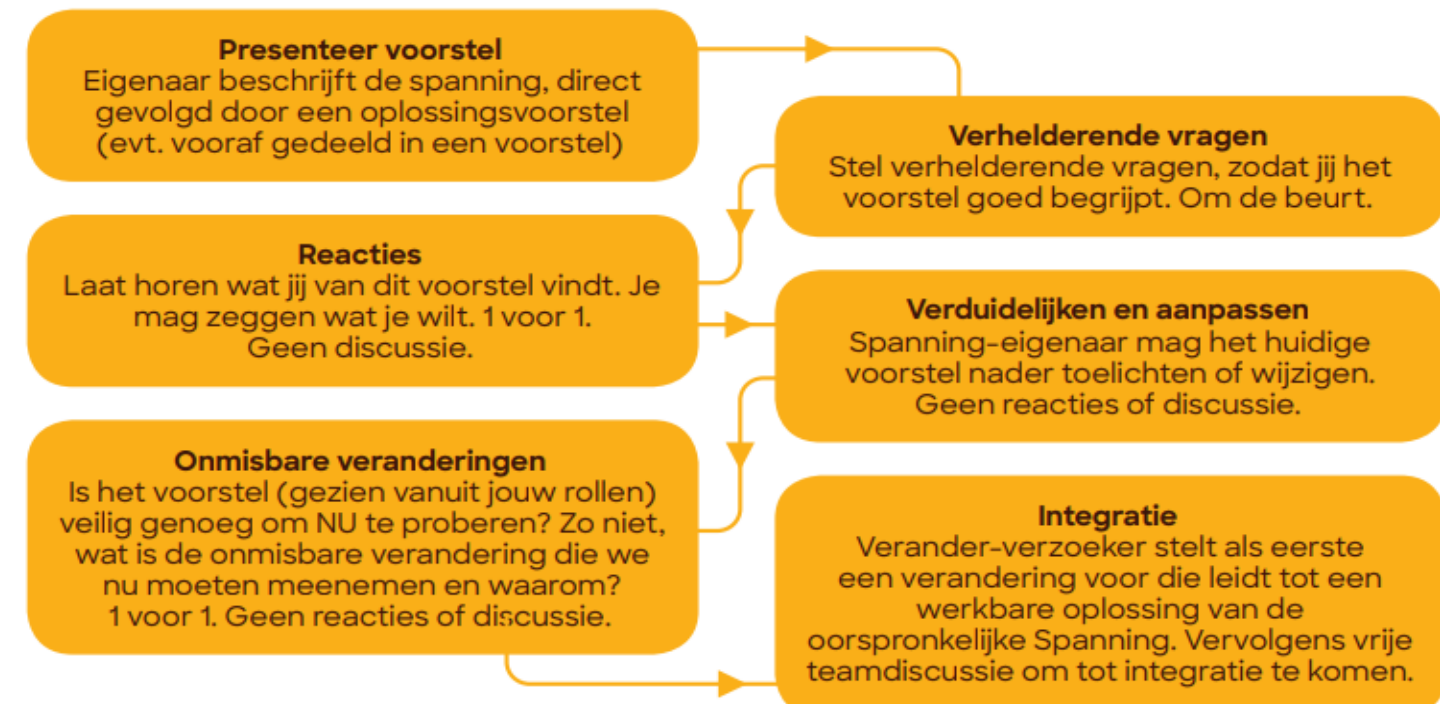 Presenteer voorstel
Eigenaar beschrijft de spanning, direct
gevolgd door een oplossingsvoorstel
(evt. vooraf gedeeld in een voorstel)
Verhelderende vragen
Stel verhelderende vragen, zodat jij het
voorstel goed begrijpt. Om de beurt.
Reacties
Laat horen wat jij van dit voorstel vindt. Je
mag zeggen wat je wilt. 1 voor 1.
Geen discussie.
Verduidelijken en aanpassen
Spanning-eigenaar mag het huidige
voorstel nader toelichten of wijzigen.
Geen reacties of discussie.
Onmisbare veranderingen
Is het voorstel (gezien vanuit jouw rollen)
veilig genoeg om NU te proberen? Zo niet,
wat is de onmisbare verandering die we
nu moeten meenemen en waarom?
1 voor 1. Geen reacties of discussie.
Integratie
Verander-verzoeker stelt als eerste
een verandering voor die leidt tot een
werkbare oplossing van de
oorspronkelijke Spanning. Vervolgens vrije
teamdiscussie om tot integratie te komen.